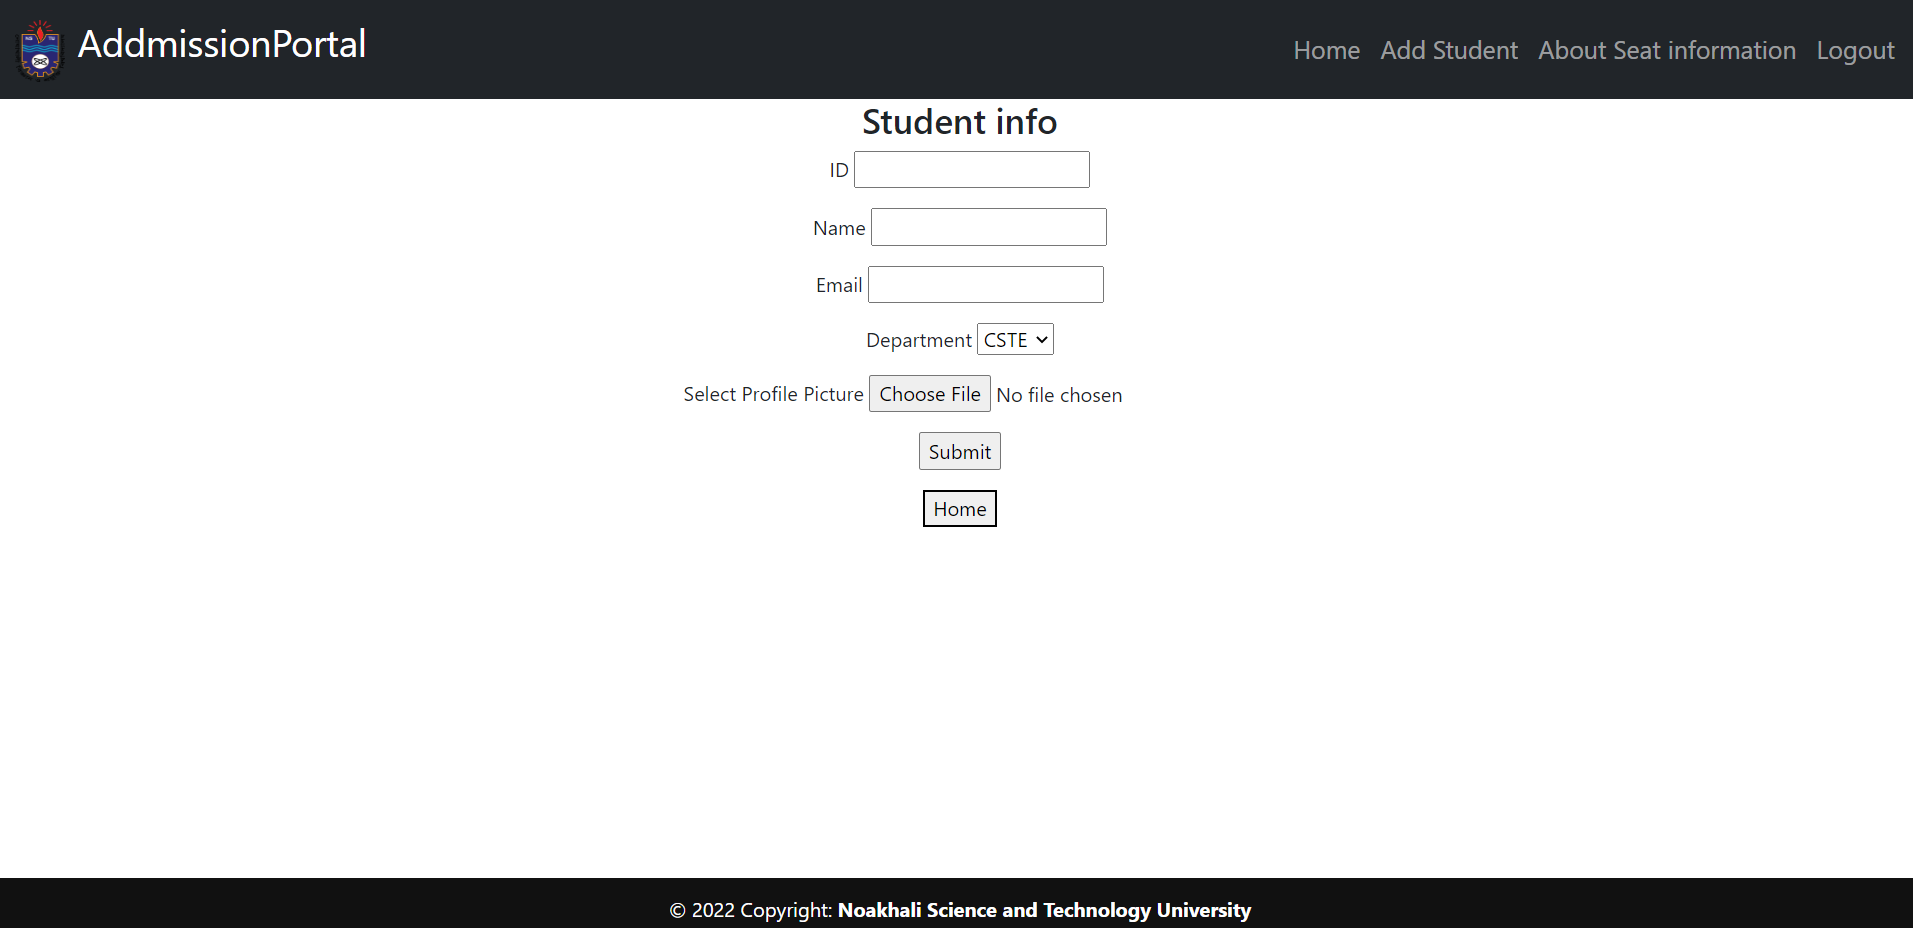 AddmissionPortal
Home Add Student About Seat information Logout
Student info
ID
Name
Email
Department CSTE
Select Profile Picture Choose File No file chosen
Submit
Home
© 2022 Copyright: Noakhali Science and Technology University